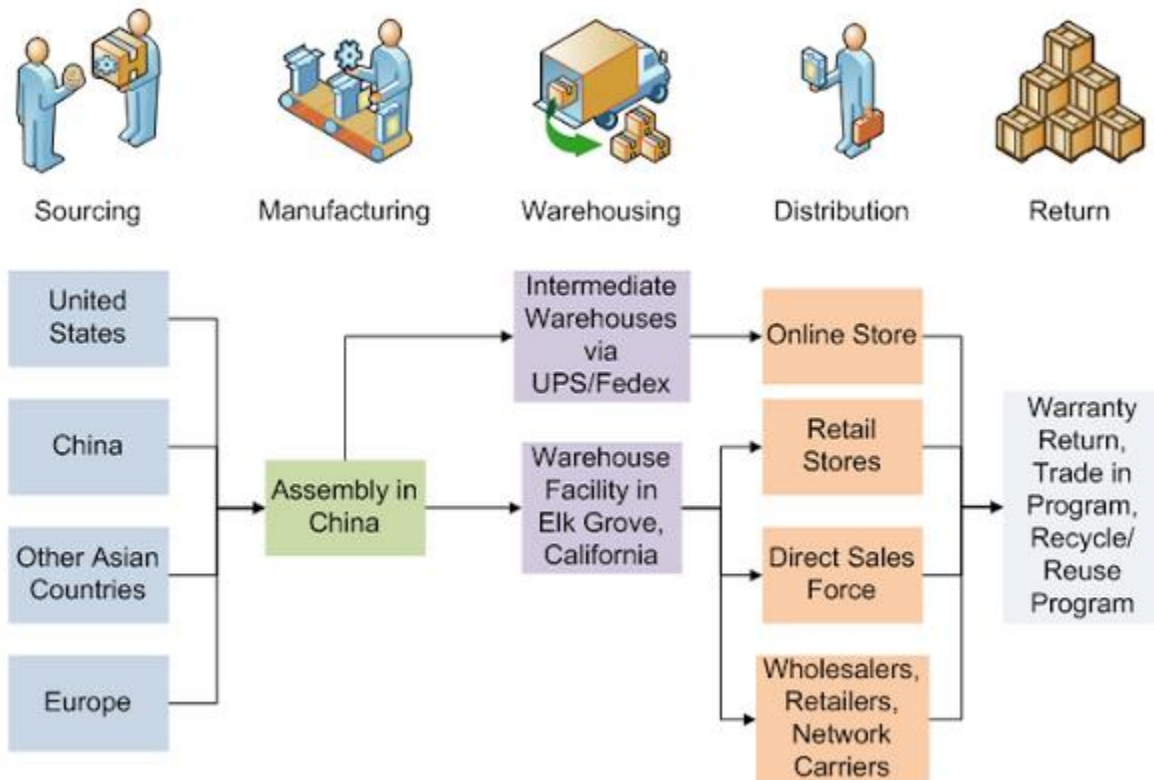 Sourcing
Manufacturing
Warehousing
Distribution
Return
United
States
China
Other Asian
Countries
Europe
Assembly in
China
Intermediate
Warehouses
via
UPS/Fedex
Warehouse
Facility in
Elk Grove,
California
Online Store
Retail
Stores
Direct Sales
Force
Wholesalers,
Retailers,
Network
Carriers
Warranty
Return,
Trade in
Program,
Recycle/
Reuse
Program